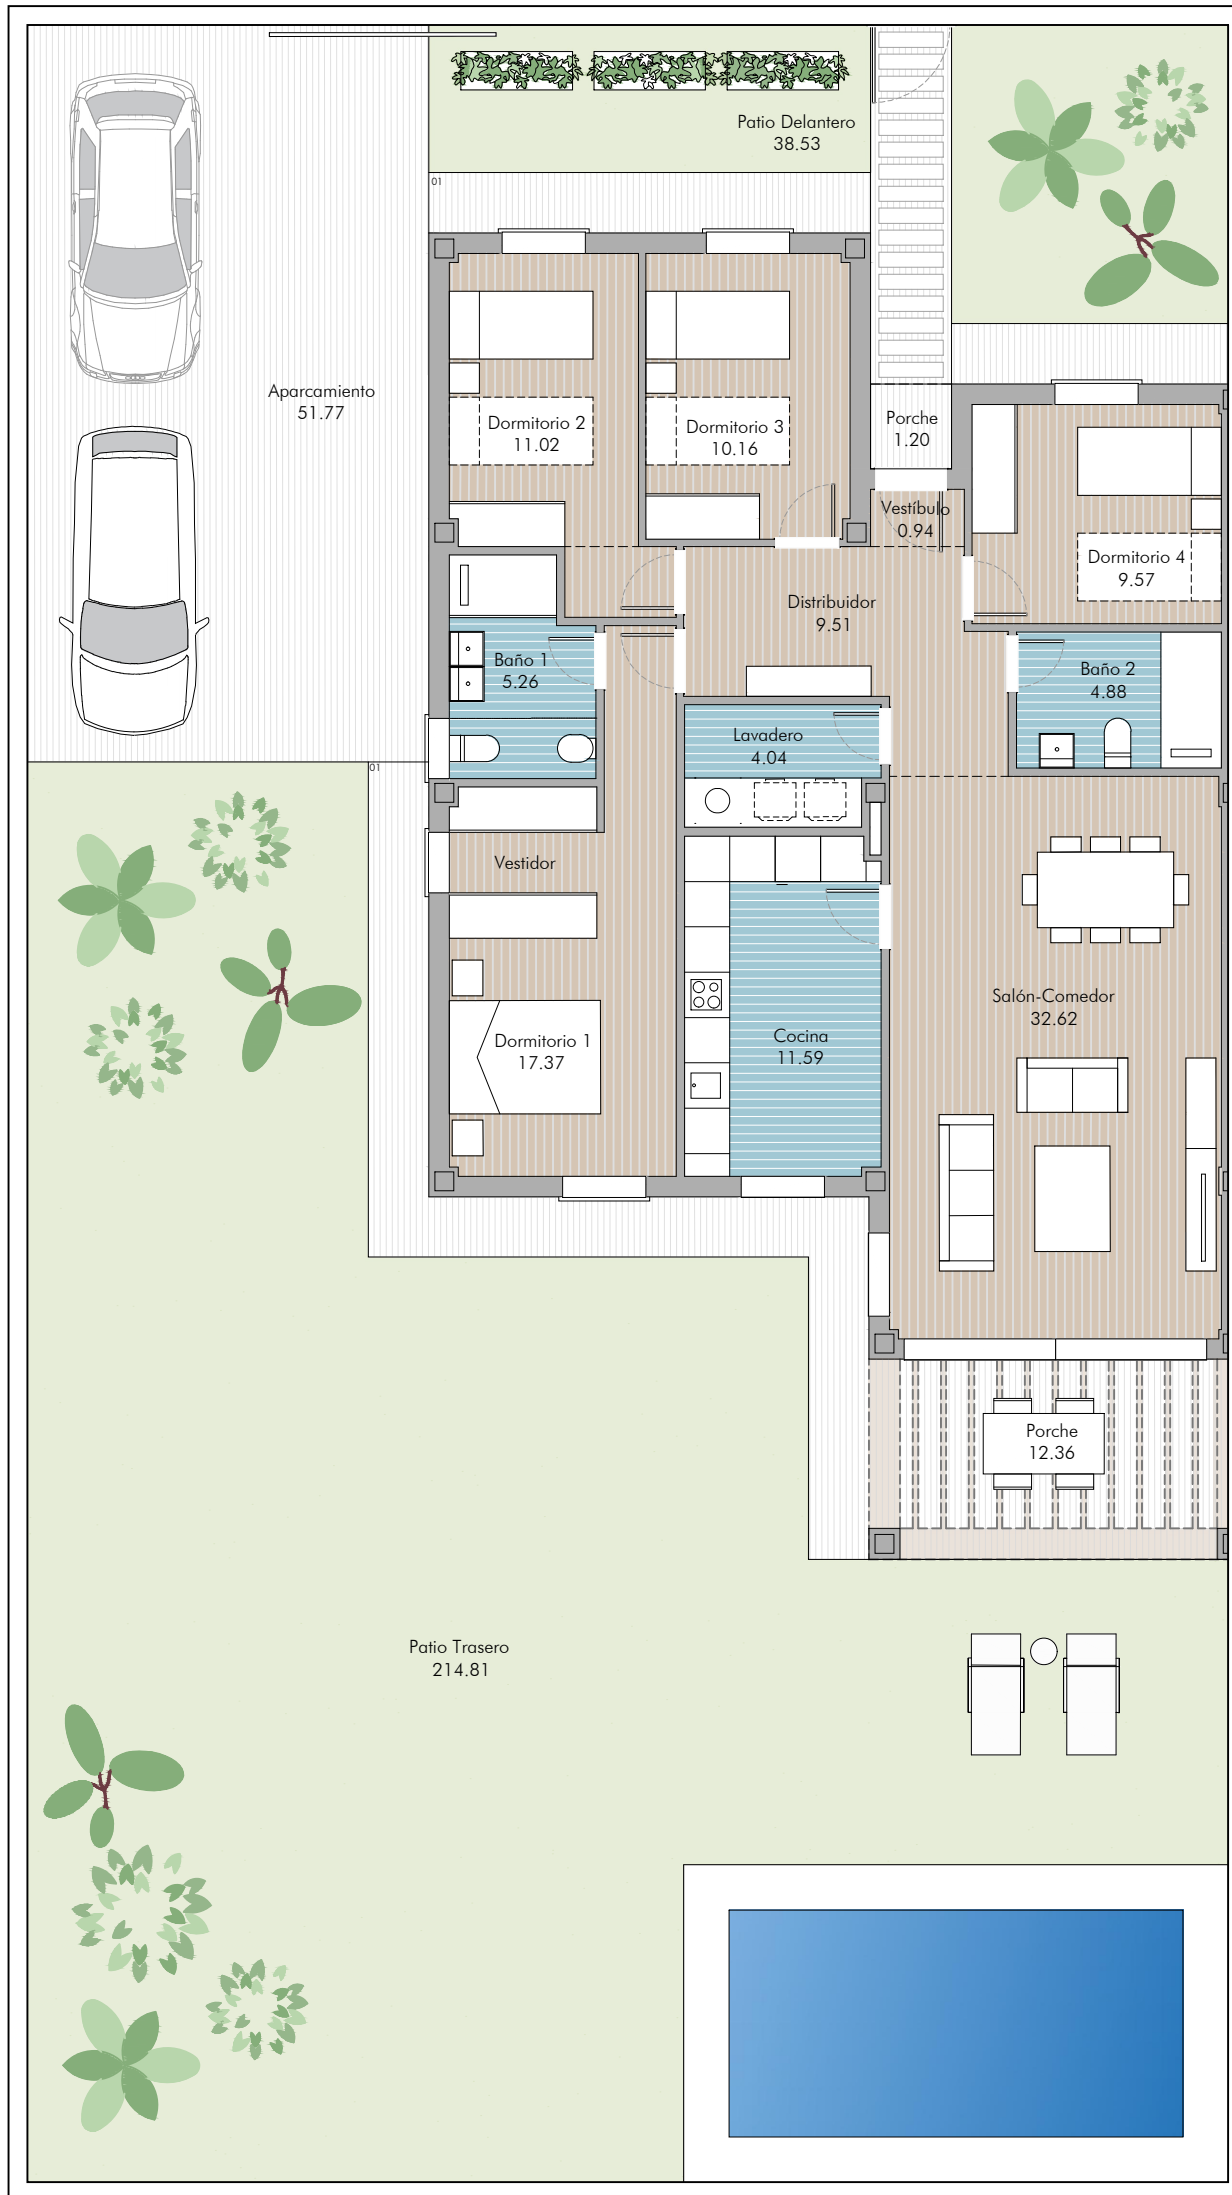 Patio Delantero
38.53
01
Aparcamiento
51.77
Dormitorio 2
11.02
Dormitorio 3
10.16
Porche
1.20
Vestíbulo
0.94
Dormitorio 4
9.57
Distribuidor
9.51
Baño 1
5.26
Baño 2
4.88
Lavadero
4.04
01
Vestidor
Salón-Comedor
32.62
Dormitorio 1
17.37
Cocina
11.59
Porche
12.36
Patio Trasero
214.81